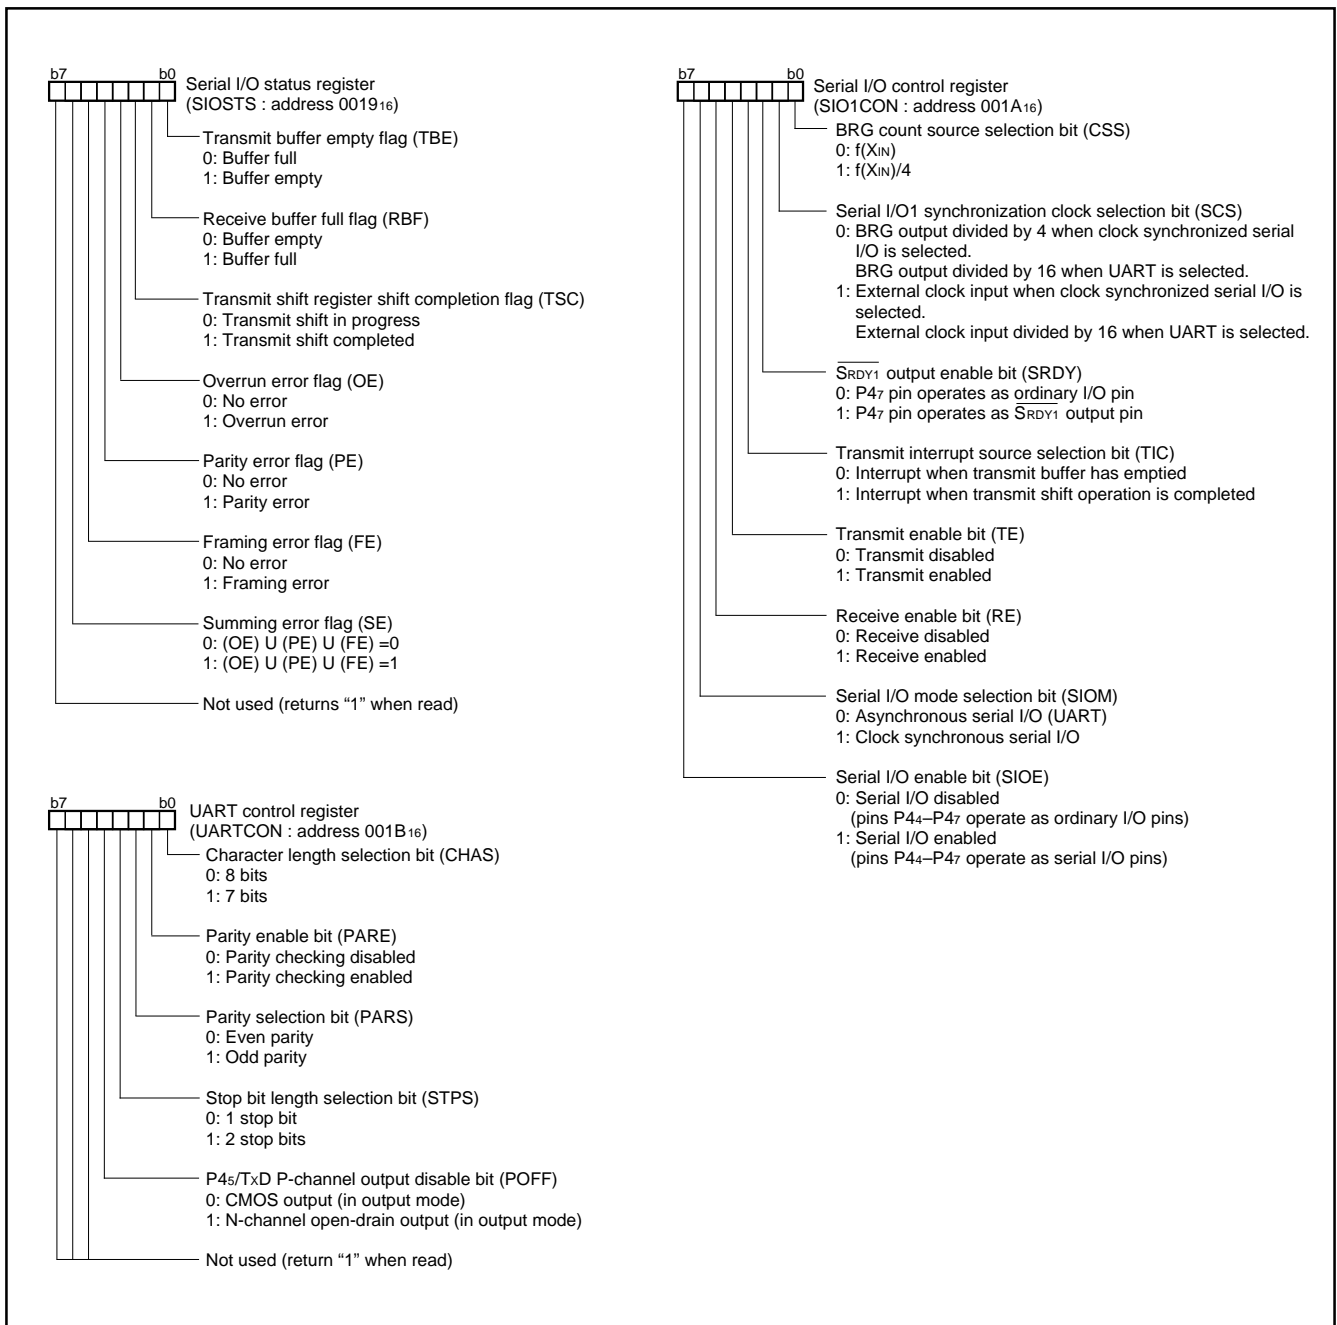 b7 b0
Serial I/O status register
(SIOSTS : address 0019₁₆)
Transmit buffer empty flag (TBE)
0: Buffer full
1: Buffer empty
Receive buffer full flag (RBF)
0: Buffer empty
1: Buffer full
Transmit shift register shift completion flag (TSC)
0: Transmit shift in progress
1: Transmit shift completed
Overrun error flag (OE)
0: No error
1: Overrun error
Parity error flag (PE)
0: No error
1: Parity error
Framing error flag (FE)
0: No error
1: Framing error
Summing error flag (SE)
0: (OE) U (PE) U (FE) =0
1: (OE) U (PE) U (FE) =1
Not used (returns “1” when read)
b7 b0
UART control register
(UARTCON : address 001B₁₆)
Character length selection bit (CHAS)
0: 8 bits
1: 7 bits
Parity enable bit (PARE)
0: Parity checking disabled
1: Parity checking enabled
Parity selection bit (PARS)
0: Even parity
1: Odd parity
Stop bit length selection bit (STPS)
0: 1 stop bit
1: 2 stop bits
P4₅/TxD P-channel output disable bit (POFF)
0: CMOS output (in output mode)
1: N-channel open-drain output (in output mode)
Not used (return “1” when read)
b7 b0
Serial I/O control register
(SIO1CON : address 001A₁₆)
BRG count source selection bit (CSS)
0: f(XIN)
1: f(XIN)/4
Serial I/O1 synchronization clock selection bit (SCS)
0: BRG output divided by 4 when clock synchronized serial
I/O is selected.
BRG output divided by 16 when UART is selected.
1: External clock input when clock synchronized serial I/O is
selected.
External clock input divided by 16 when UART is selected.
SRDY1 output enable bit (SRDY)
0: P4₇ pin operates as ordinary I/O pin
1: P4₇ pin operates as SRDY1 output pin
Transmit interrupt source selection bit (TIC)
0: Interrupt when transmit buffer has emptied
1: Interrupt when transmit shift operation is completed
Transmit enable bit (TE)
0: Transmit disabled
1: Transmit enabled
Receive enable bit (RE)
0: Receive disabled
1: Receive enabled
Serial I/O mode selection bit (SIOM)
0: Asynchronous serial I/O (UART)
1: Clock synchronous serial I/O
Serial I/O enable bit (SIOE)
0: Serial I/O disabled
(pins P4₄–P4₇ operate as ordinary I/O pins)
1: Serial I/O enabled
(pins P4₄–P4₇ operate as serial I/O pins)